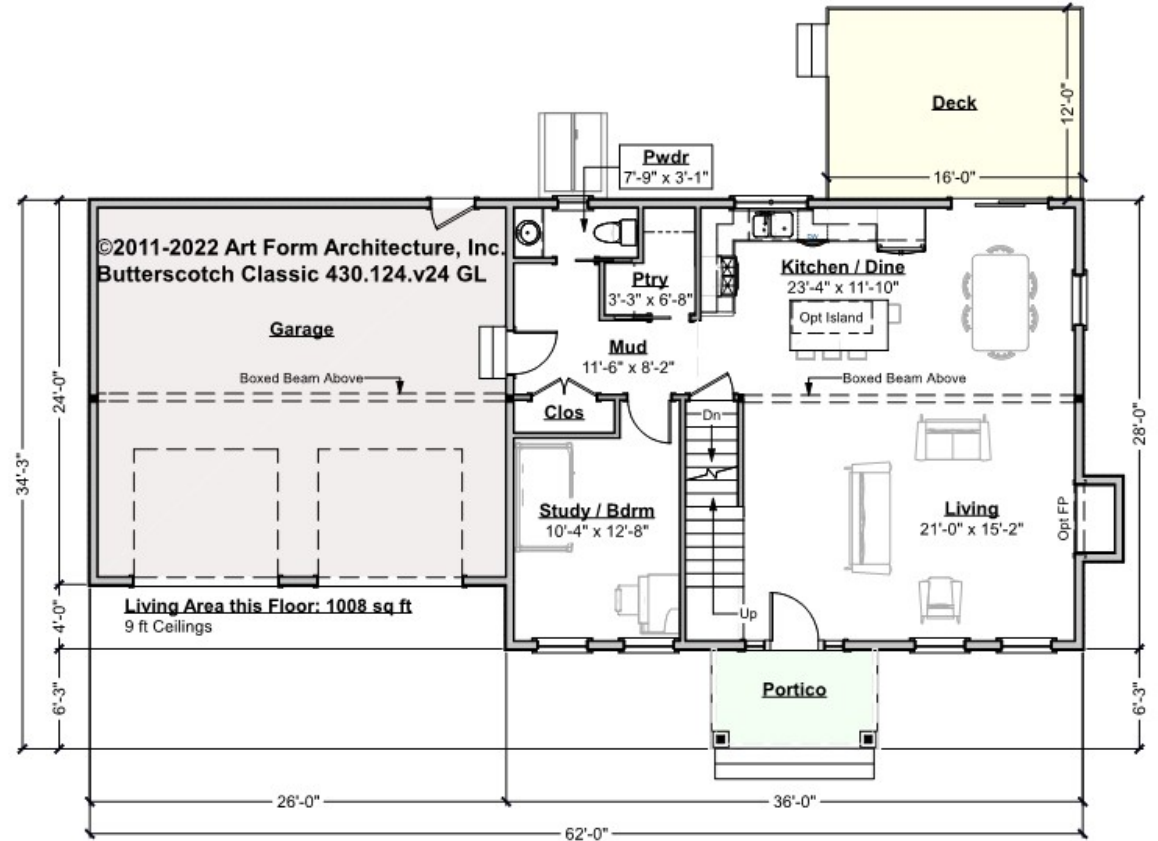 Deck
12'-0"
16'-0"
Pwdr
7'-9" x 3'-1"
©2011-2022 Art Form Architecture, Inc.
Butterscotch Classic 430.124.v24 GL
DW
Kitchen / Dine
23'-4" x 11'-10"
Ptry
3'-3" x 6'-8"
Opt Island
Garage
Mud
11'-6" x 8'-2"
Boxed Beam Above
Boxed Beam Above
Clos
Dn
24'-0"
28'-0"
34'-3"
Study / Bdrm
10'-4" x 12'-8"
Living
21'-0" x 15'-2"
Opt FP
Living Area this Floor: 1008 sq ft
9 ft Ceilings
Up
4'-0"
Portico
6'-3"
6'-3"
26'-0"
36'-0"
62'-0"